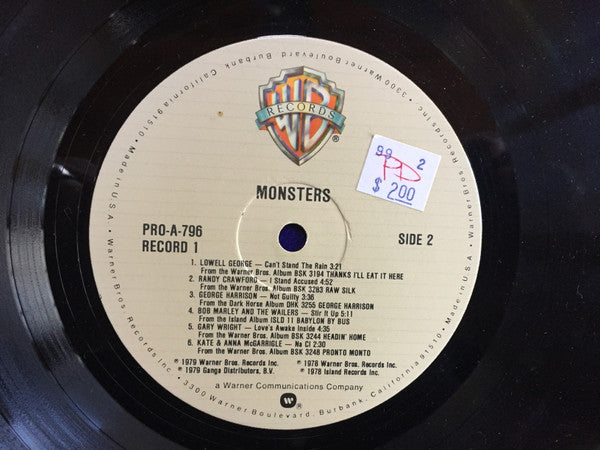 3300 Warner Boulevard, Burbank, California 91510 • Made in U.S.A. • Warner Bros. Records Inc. • 3300 Warner Boulevard, Burbank, California 91510 • Made in U.S.A. • Warner Bros. Records Inc. •
WB
RECORDS
®
99 2
PD
$ 2.00
MONSTERS
PRO-A-796
RECORD 1
SIDE 2
1. LOWELL GEORGE — Can't Stand The Rain 3:21
From the Warner Bros. Album BSK 3194 THANKS I'LL EAT IT HERE
2. RANDY CRAWFORD — I Stand Accused 4:52
From the Warner Bros. Album BSK 3283 RAW SILK
3. GEORGE HARRISON — Not Guilty 3:36
From the Dark Horse Album DHK 3255 GEORGE HARRISON
4. BOB MARLEY AND THE WAILERS — Stir It Up 5:11
From the Island Album ISLD 11 BABYLON BY BUS
5. GARY WRIGHT — Love's Awake Inside 4:35
From the Warner Bros. Album BSK 3244 HEADIN' HOME
6. KATE & ANNA McGARRIGLE — Na Cl 2:30
From the Warner Bros. Album BSK 3248 PRONTO MONTO
℗ 1979 Warner Bros. Records Inc. ℗ 1978 Warner Bros. Records Inc.
℗ 1979 Ganga Distributors, B.V. ℗ 1978 Island Records Inc.
a Warner Communications Company
W ®